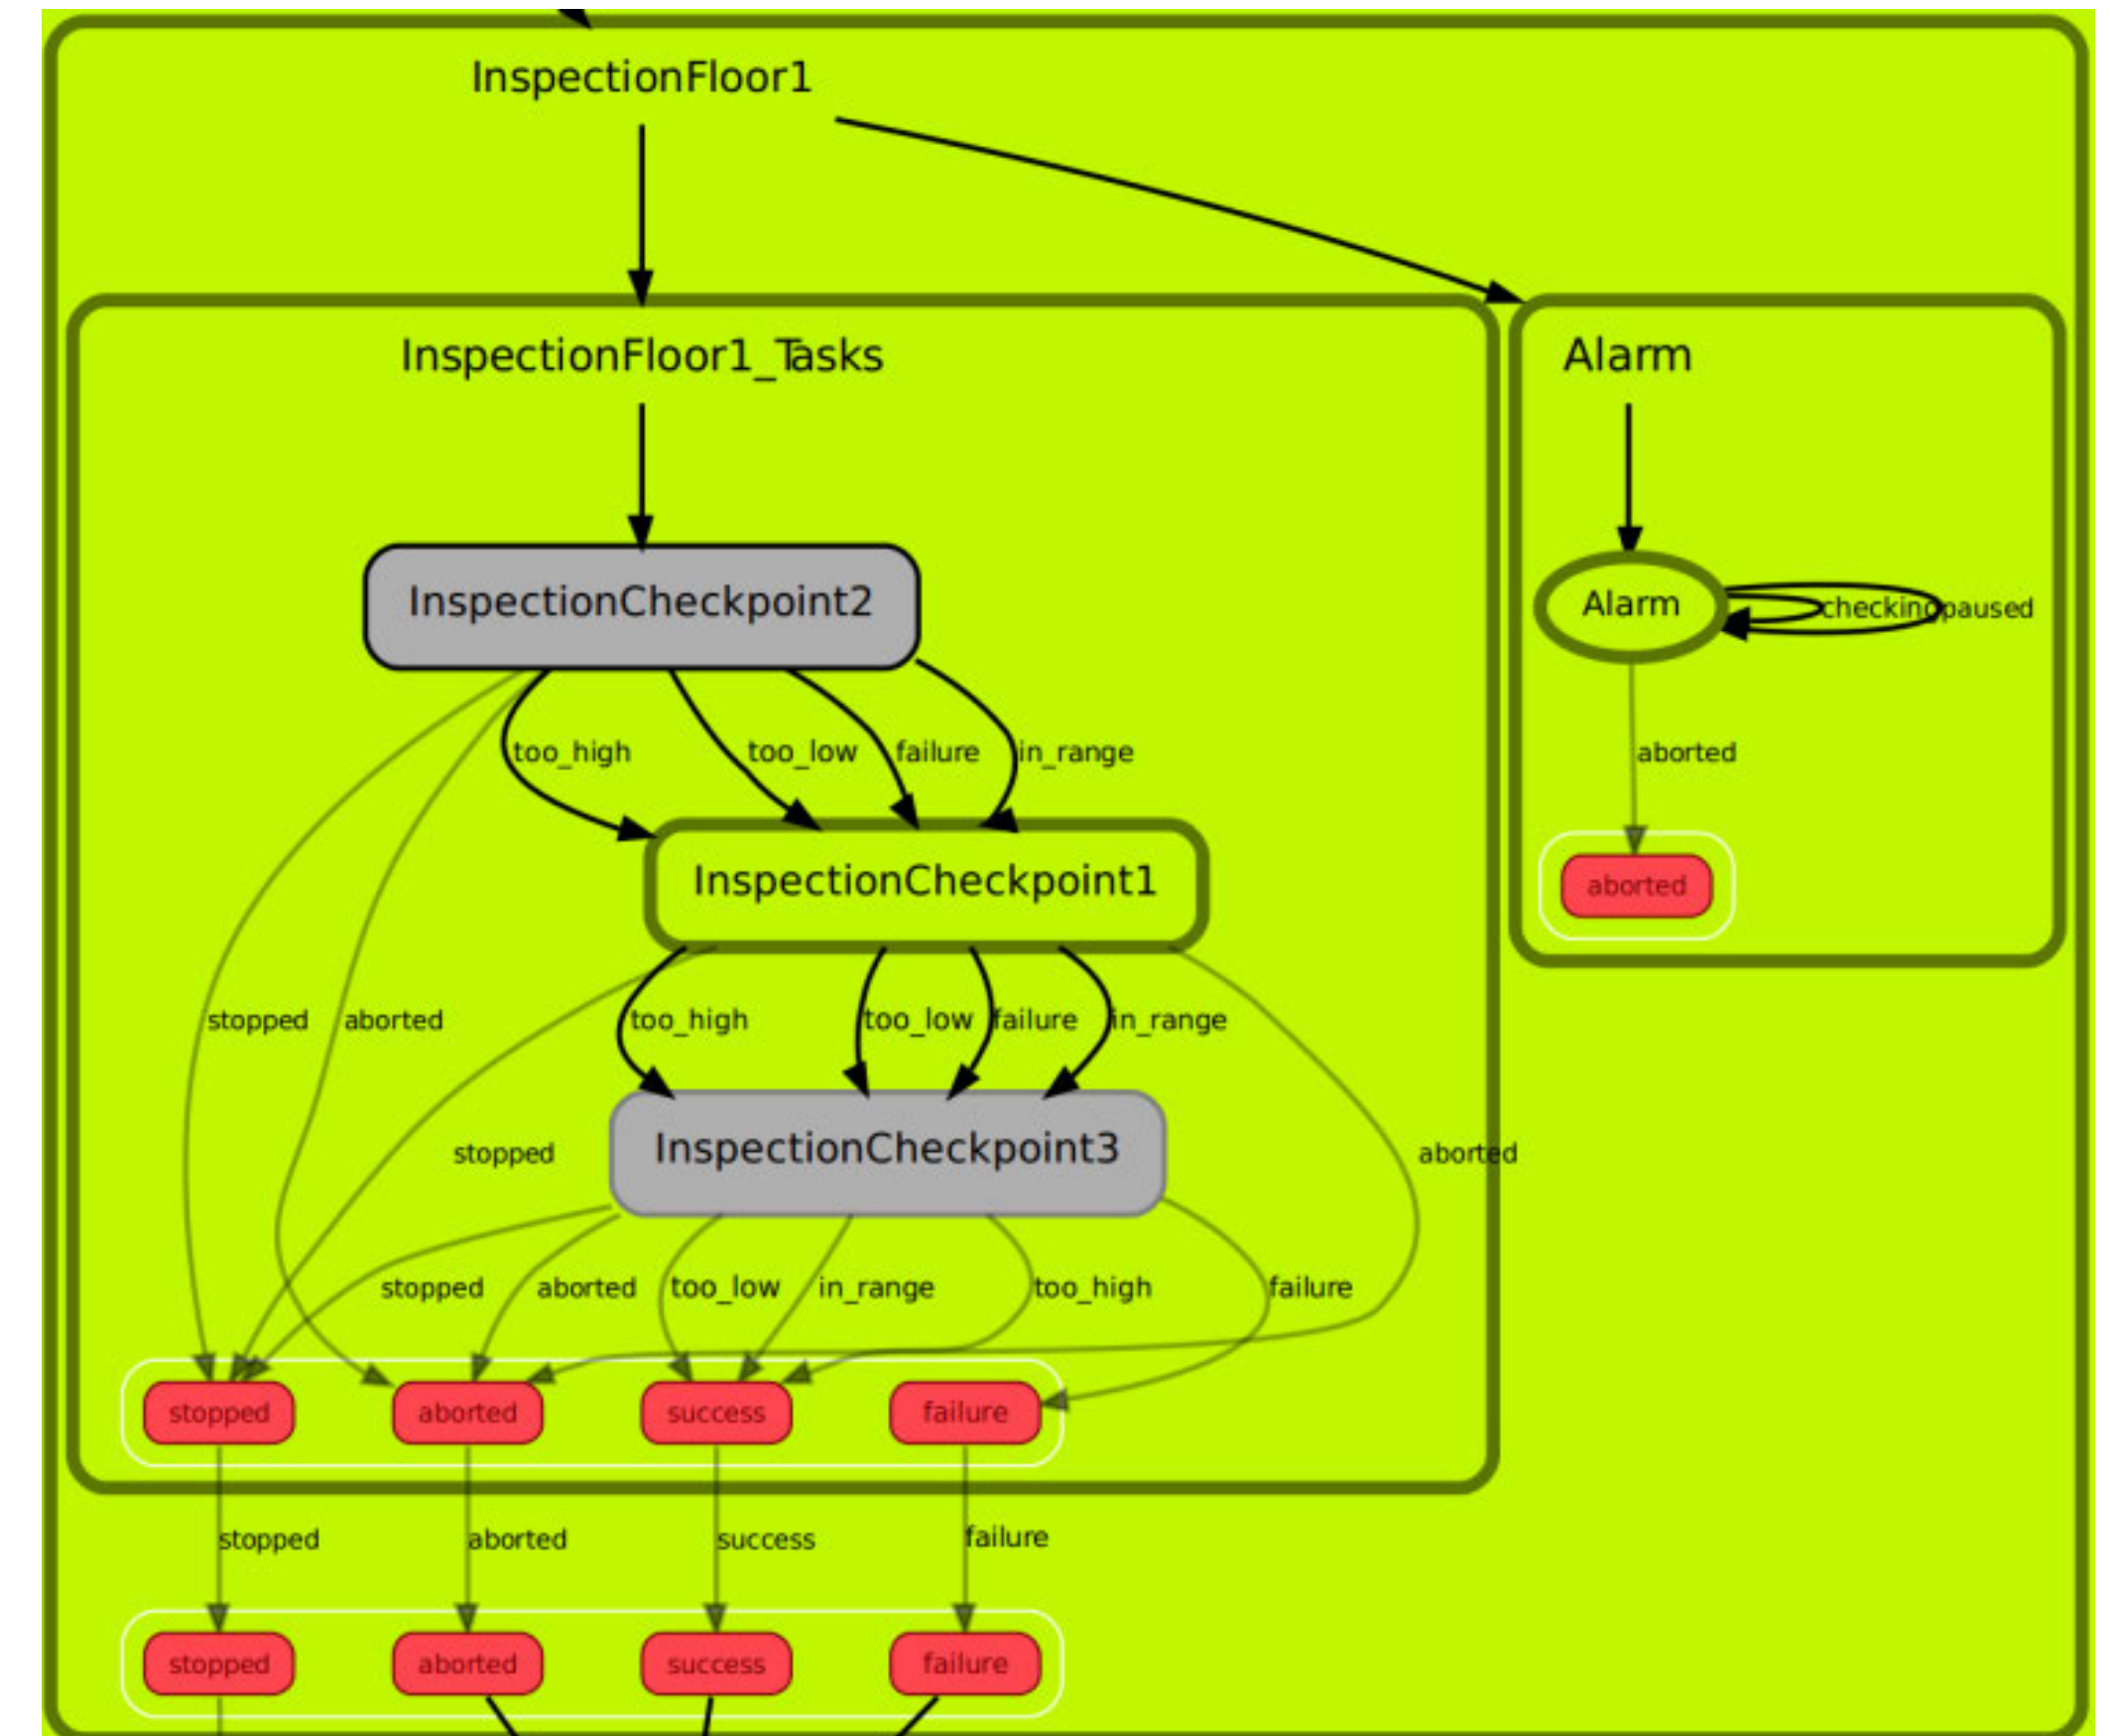 InspectionFloor1
InspectionFloor1_Tasks
Alarm
InspectionCheckpoint2
Alarm
checking
paused
too_high
too_low
failure
in_range
aborted
InspectionCheckpoint1
aborted
stopped
aborted
too_high
too_low
failure
in_range
stopped
InspectionCheckpoint3
aborted
stopped
aborted
too_low
in_range
too_high
failure
stopped
aborted
success
failure
stopped
aborted
success
failure
stopped
aborted
success
failure